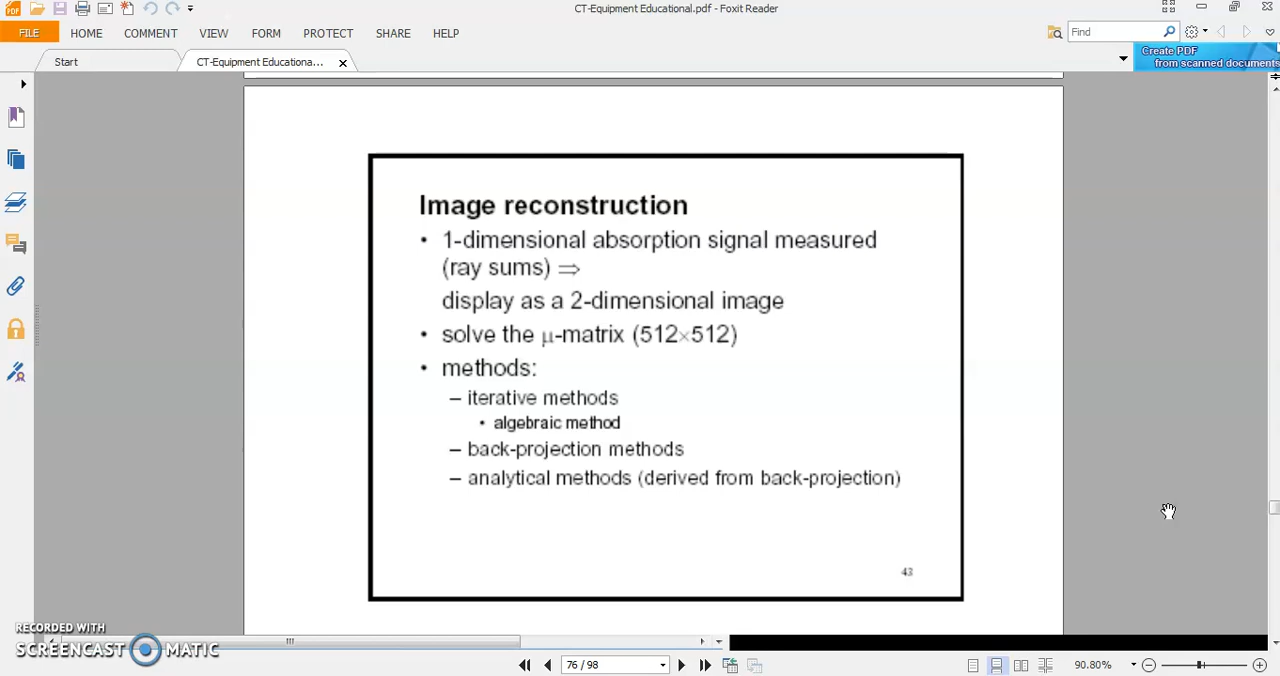 CT-Equipment Educational.pdf - Foxit Reader
FILE HOME COMMENT VIEW FORM PROTECT SHARE HELP
Find
Start
CT-Equipment Educationa...
Create PDF
from scanned documents
Image reconstruction
• 1-dimensional absorption signal measured
(ray sums) ⇒
display as a 2-dimensional image
• solve the μ-matrix (512×512)
• methods:
– iterative methods
• algebraic method
– back-projection methods
– analytical methods (derived from back-projection)
43
RECORDED WITH
SCREENCAST MATIC
76 / 98
90.80%